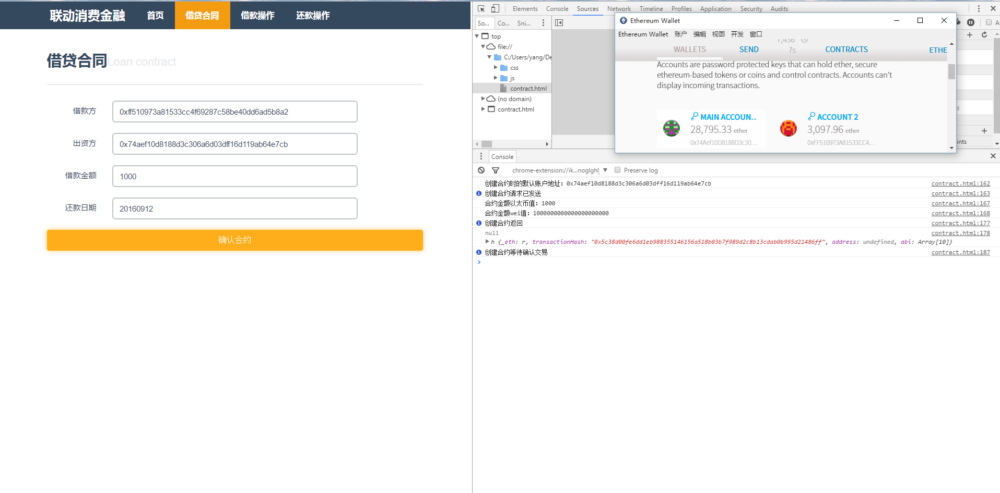 联动消费金融 首页 借贷合同 借款操作 还款操作
借贷合同Loan contract
借款方 0xff510973a81533cc4f69287c58be40dd6ad5b8a2
出资方 0x74aef10d8188d3c306a6d03dff16d119ab64e7cb
借款金额 1000
还款日期 20160912
确认合约
Elements Console Sources Network Timeline Profiles Application Security Audits
So... Co... Sni...
top
file://
C:/Users/yang/De
css
js
contract.html
(no domain)
contract.html
Ethereum Wallet
Ethereum Wallet 账户 编辑 视图 开发 窗口
WALLETS SEND 7s CONTRACTS ETHE
Accounts are password protected keys that can hold ether, secure
ethereum-based tokens or coins and control contracts. Accounts can't
display incoming transactions.
MAIN ACCOUN..
28,795.33 ether
0x74Aef10D8188D3c30...
ACCOUNT 2
3,097.96 ether
0xFF510973A81533CC4...
Console
chrome-extension://ik...noglghl Preserve log
创建合约时的默认账户地址: 0x74aef10d8188d3c306a6d03dff16d119ab64e7cb contract.html:162
创建合约请求已发送 contract.html:163
合约金额以太币值: 1000 contract.html:167
合约金额wei值: 1000000000000000000000 contract.html:168
创建合约返回 contract.html:177
null contract.html:178
h {_eth: r, transactionHash: "0x5c38d00fe6dd1eb988355146156a518b03b7f989d2c8b13cdab0b995d21486ff", address: undefined, abi: Array[10]}
创建合约等待确认交易 contract.html:187